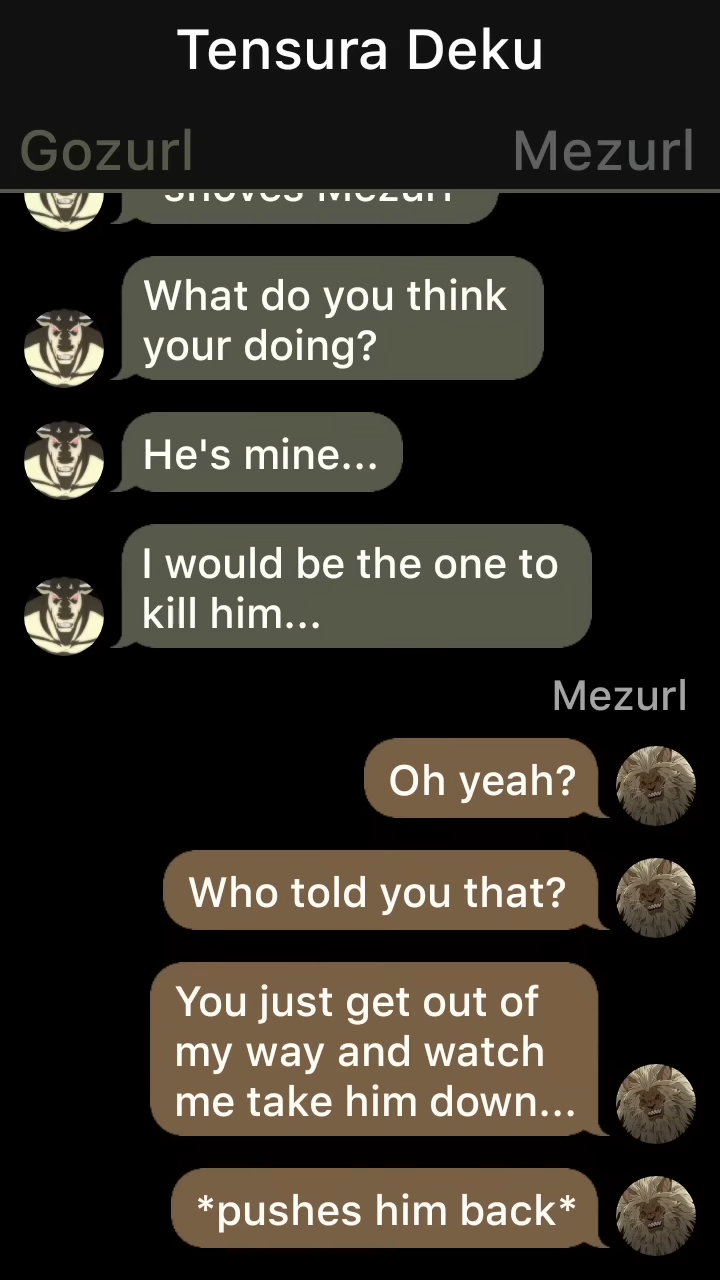 Tensura Deku
Gozurl
Mezurl
shoves Mezurl
What do you think
your doing?
He's mine...
I would be the one to
kill him...
Mezurl
Oh yeah?
Who told you that?
You just get out of
my way and watch
me take him down...
*pushes him back*